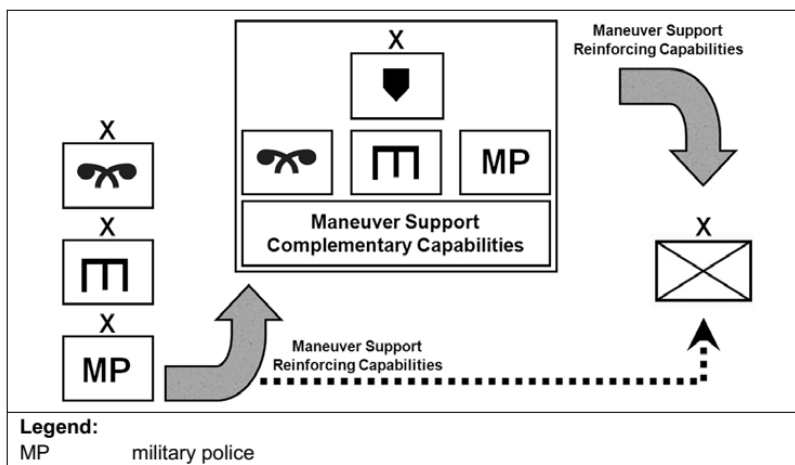 X
X
X
MP
X
MP
Maneuver Support
Complementary Capabilities
Maneuver Support
Reinforcing Capabilities
Maneuver Support
Reinforcing Capabilities
X
Legend:
MP military police